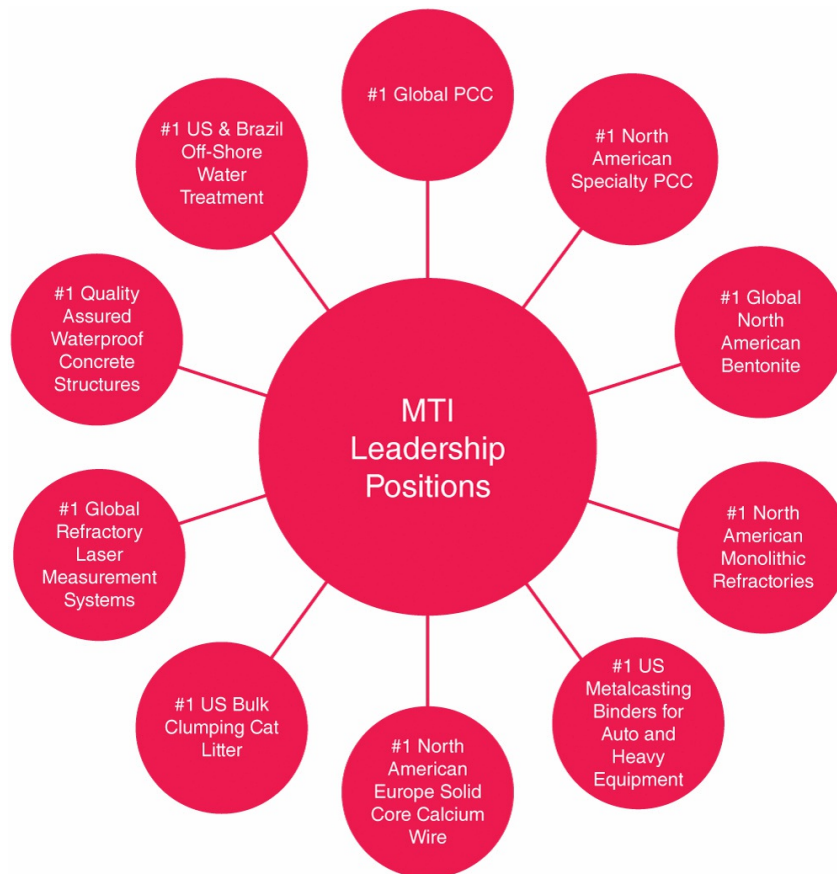 #1 Global PCC
#1 North
American
Specialty PCC
#1 Global
North
American
Bentonite
#1 North
American
Monolithic
Refractories
#1 US
Metalcasting
Binders for
Auto and
Heavy
Equipment
#1 North
American
Europe Solid
Core Calcium
Wire
#1 US Bulk
Clumping Cat
Litter
#1 Global
Refractory
Laser
Measurement
Systems
#1 Quality
Assured
Waterproof
Concrete
Structures
#1 US & Brazil
Off-Shore
Water
Treatment
MTI
Leadership
Positions